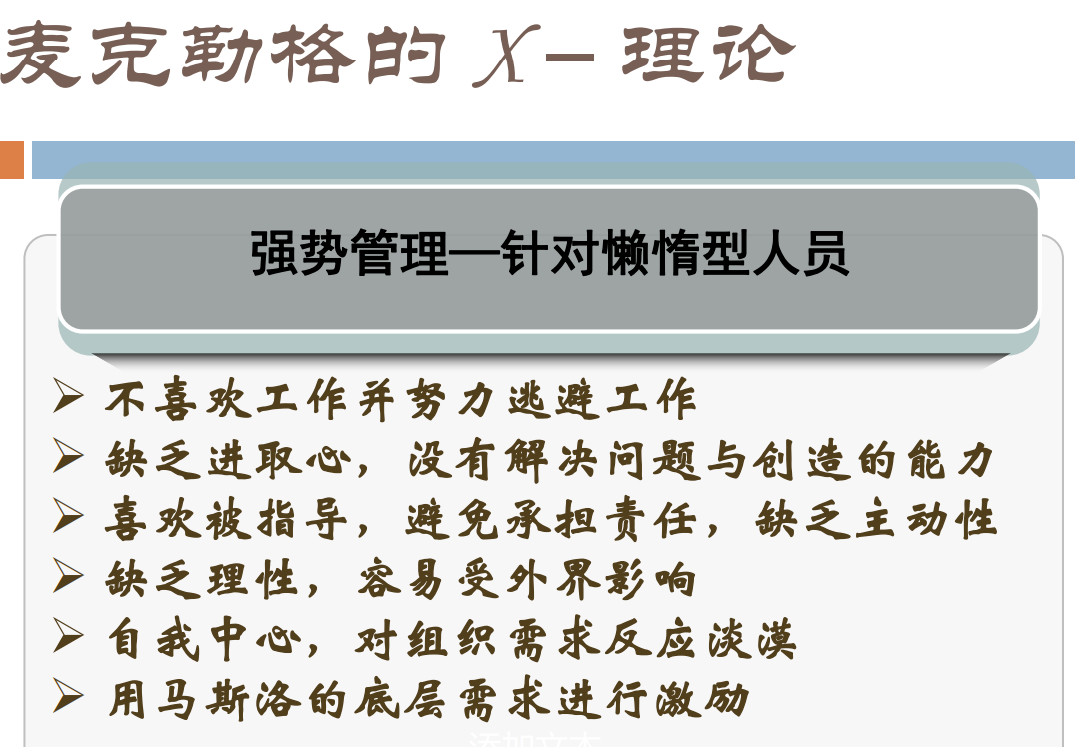 麦克勒格的 X– 理论
强势管理—针对懒惰型人员
不喜欢工作并努力逃避工作
缺乏进取心，没有解决问题与创造的能力
喜欢被指导，避免承担责任，缺乏主动性
缺乏理性，容易受外界影响
自我中心，对组织需求反应淡漠
用马斯洛的底层需求进行激励
添加文本